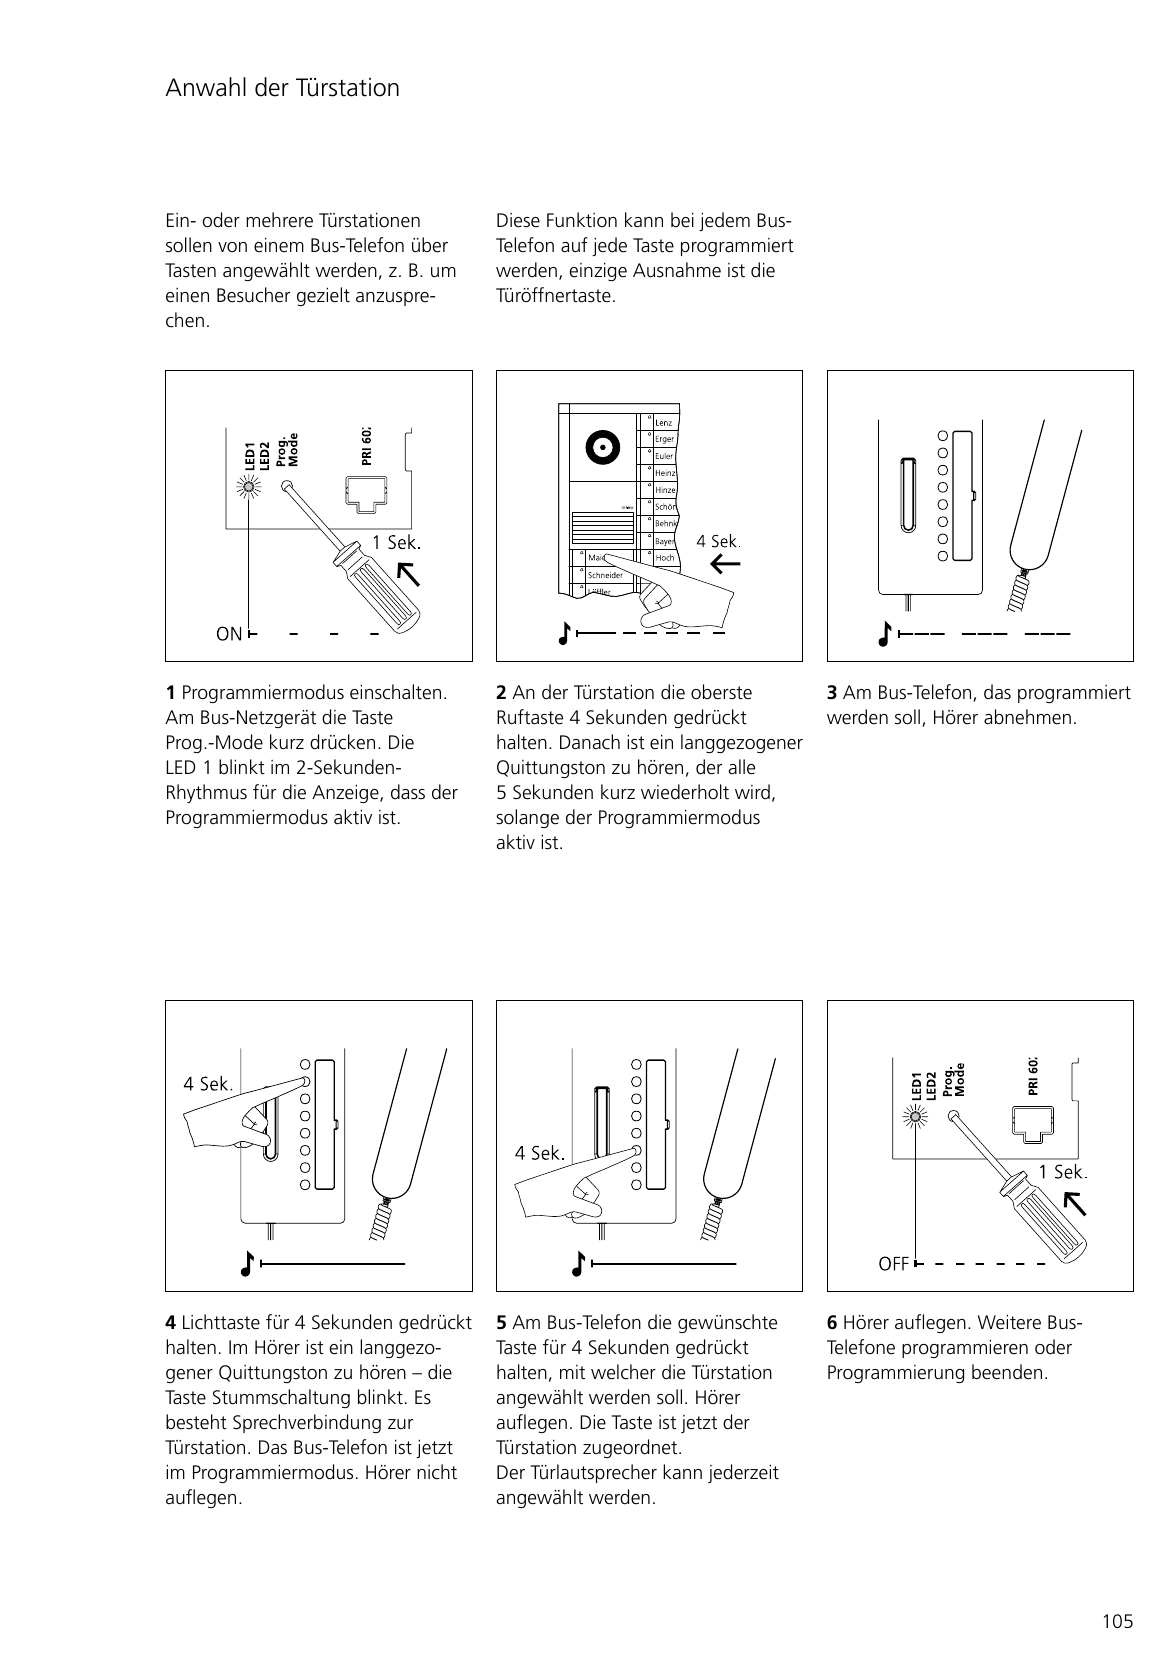 Anwahl der Türstation
Ein- oder mehrere Türstationen
sollen von einem Bus-Telefon über
Tasten angewählt werden, z. B. um
einen Besucher gezielt anzuspre-
chen.
Diese Funktion kann bei jedem Bus-
Telefon auf jede Taste programmiert
werden, einzige Ausnahme ist die
Türöffnertaste.
LED1
LED2
Prog.
Mode
PRI 602
1 Sek.
ON
Lenz
Erger
Euler
Heinz
Hinze
Schön
Behnk
Bayer
Hoch
Schneider
4 Sek.
1 Programmiermodus einschalten.
Am Bus-Netzgerät die Taste
Prog.-Mode kurz drücken. Die
LED 1 blinkt im 2-Sekunden-
Rhythmus für die Anzeige, dass der
Programmiermodus aktiv ist.
2 An der Türstation die oberste
Ruftaste 4 Sekunden gedrückt
halten. Danach ist ein langgezogener
Quittungston zu hören, der alle
5 Sekunden kurz wiederholt wird,
solange der Programmiermodus
aktiv ist.
3 Am Bus-Telefon, das programmiert
werden soll, Hörer abnehmen.
4 Sek.
4 Sek.
LED1
LED2
Prog.
Mode
PRI 602
1 Sek.
OFF
4 Lichttaste für 4 Sekunden gedrückt
halten. Im Hörer ist ein langgezo-
gener Quittungston zu hören – die
Taste Stummschaltung blinkt. Es
besteht Sprechverbindung zur
Türstation. Das Bus-Telefon ist jetzt
im Programmiermodus. Hörer nicht
auflegen.
5 Am Bus-Telefon die gewünschte
Taste für 4 Sekunden gedrückt
halten, mit welcher die Türstation
angewählt werden soll. Hörer
auflegen. Die Taste ist jetzt der
Türstation zugeordnet.
Der Türlautsprecher kann jederzeit
angewählt werden.
6 Hörer auflegen. Weitere Bus-
Telefone programmieren oder
Programmierung beenden.
105